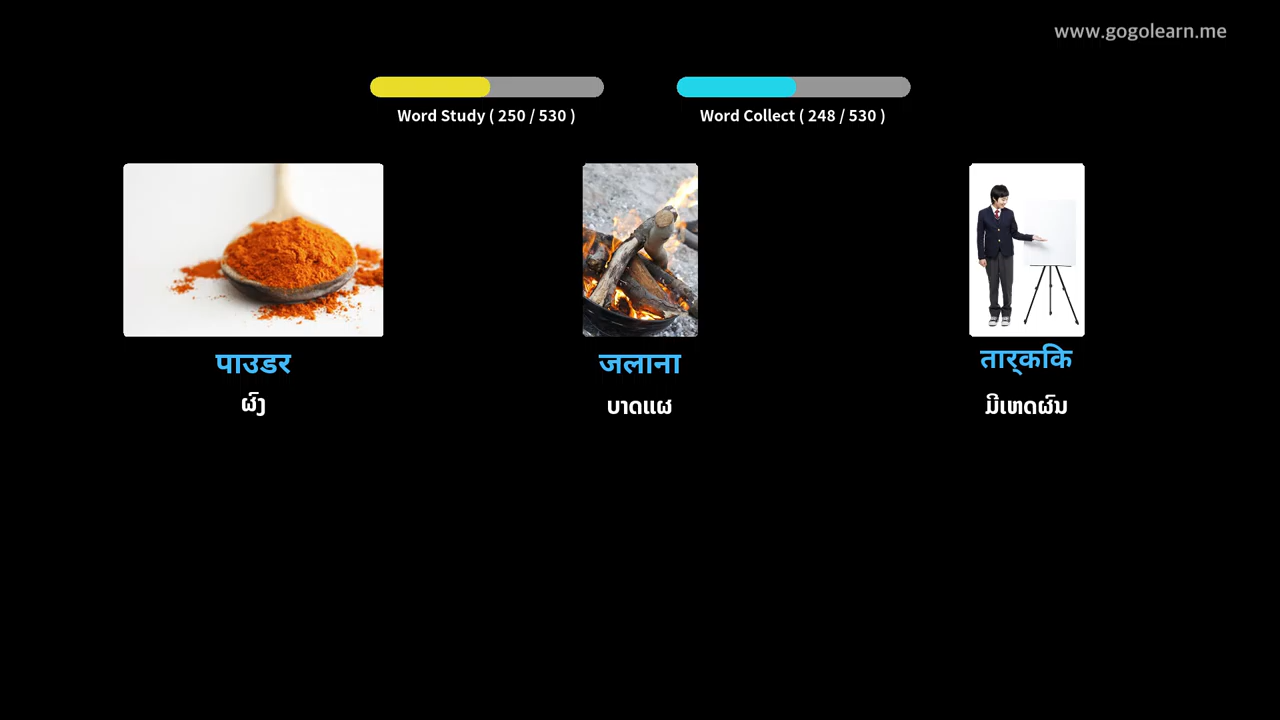 www.gogolearn.me
Word Study ( 250 / 530 )
Word Collect ( 248 / 530 )
पाउडर
जलाना
तार्ककि
ຜົງ
ບາດແຜ
ມີເຫດຜົນ